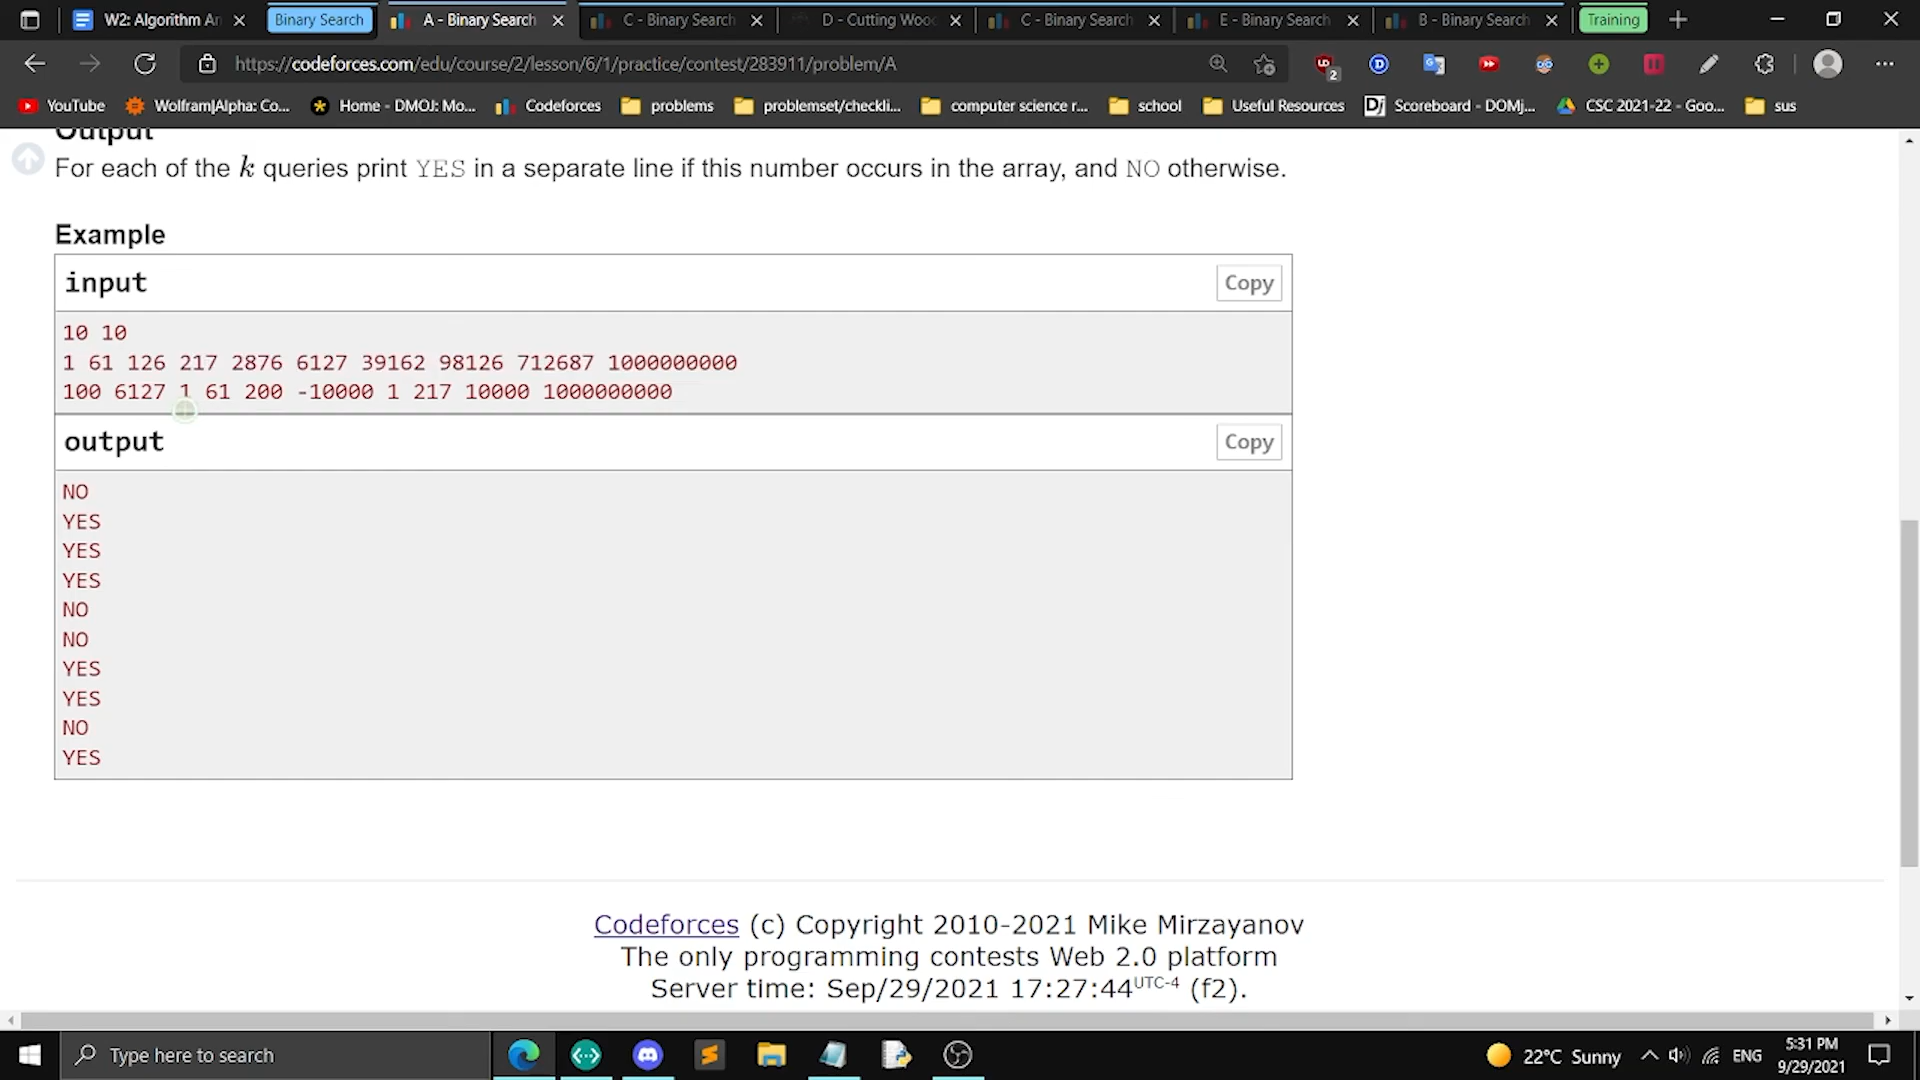 W2: Algorithm An
Binary Search
A - Binary Search
C - Binary Search
D - Cutting Wood
C - Binary Search
E - Binary Search
B - Binary Search
Training
https://codeforces.com/edu/course/2/lesson/6/1/practice/contest/283911/problem/A
2
YouTube
Wolfram|Alpha: Co...
Home - DMOJ: Mo...
Codeforces
problems
problemset/checkli...
computer science r...
school
Useful Resources
Scoreboard - DOMj...
CSC 2021-22 - Goo...
sus
Output
For each of the k queries print YES in a separate line if this number occurs in the array, and NO otherwise.
Example
input
Copy
10 10
1 61 126 217 2876 6127 39162 98126 712687 1000000000
100 6127 1 61 200 -10000 1 217 10000 1000000000
output
Copy
NO
YES
YES
YES
NO
NO
YES
YES
NO
YES
Codeforces (c) Copyright 2010-2021 Mike Mirzayanov
The only programming contests Web 2.0 platform
Server time: Sep/29/2021 17:27:44UTC-4 (f2).
Type here to search
22°C Sunny
ENG
5:31 PM
9/29/2021